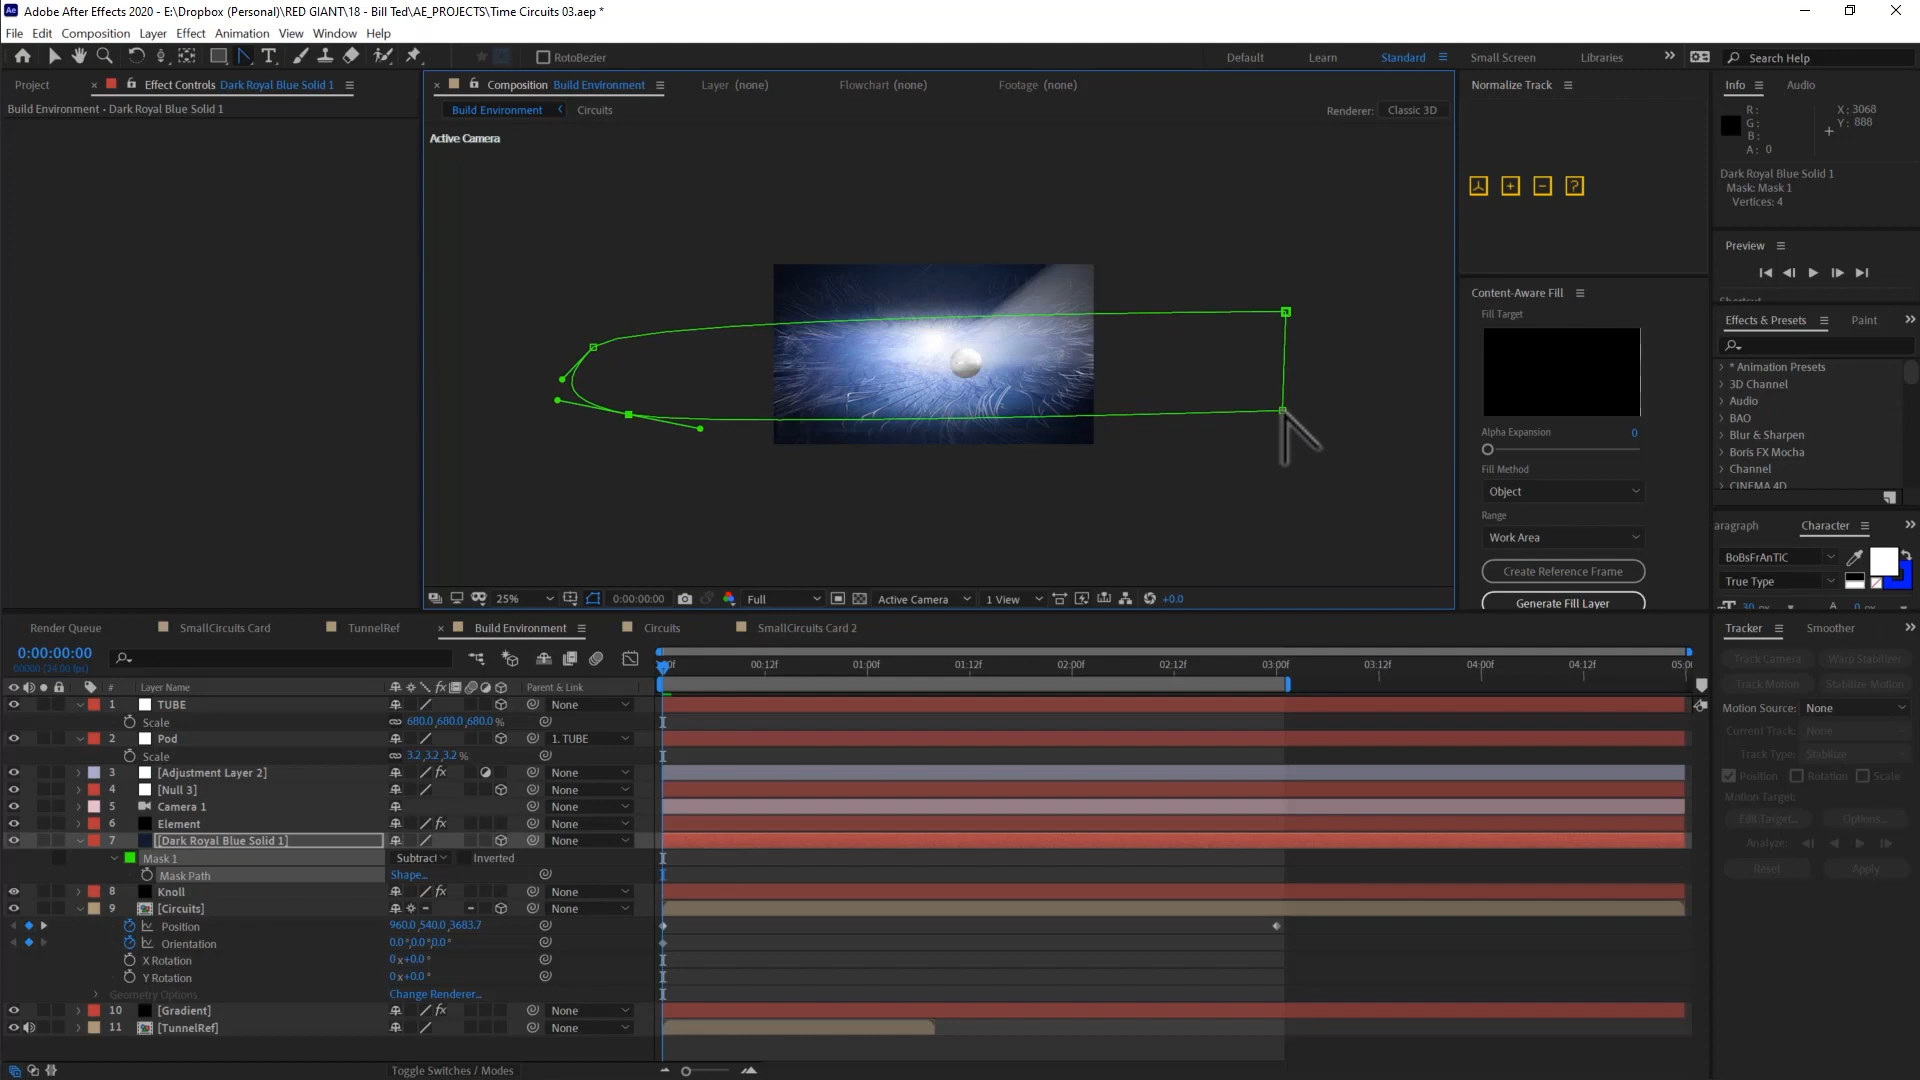 Adobe After Effects 2020 - E:\Dropbox (Personal)\RED GIANT\18 - Bill Ted\AE_PROJECTS\Time Circuits 03.aep *
File Edit Composition Layer Effect Animation View Window Help
RotoBezier
Default Learn Standard Small Screen Libraries Search Help
Project Effect Controls Dark Royal Blue Solid 1
Composition Build Environment Layer (none) Flowchart (none) Footage (none)
Normalize Track
Info Audio
Build Environment • Dark Royal Blue Solid 1
Build Environment Circuits
Renderer: Classic 3D
Active Camera
R:
G:
B:
A: 0
X: 3068
Y: 888
Dark Royal Blue Solid 1
Mask: Mask 1
Vertices: 4
Preview
Content-Aware Fill
Fill Target
Alpha Expansion 0
Fill Method
Object
Range
Work Area
Create Reference Frame
Generate Fill Layer
Effects & Presets Paint
* Animation Presets
3D Channel
Audio
BAO
Blur & Sharpen
Boris FX Mocha
Channel
CINEMA 4D
aragraph Character
BoBsFrAnTiC
True Type
30 px 0 px
25% 0:00:00:00 Full Active Camera 1 View +0.0
Render Queue SmallCircuits Card TunnelRef Build Environment Circuits SmallCircuits Card 2
0:00:00:00
00000 (24.00 fps)
00:12f 01:00f 01:12f 02:00f 02:12f 03:00f 03:12f 04:00f 04:12f 05:0
# Layer Name fx Parent & Link
1 TUBE None
Scale 680.0,680.0,680.0 %
2 Pod 1. TUBE
Scale 3.2,3.2,3.2 %
3 [Adjustment Layer 2] fx None
4 [Null 3] None
5 Camera 1 None
6 Element fx None
7 [Dark Royal Blue Solid 1] None
Mask 1 Subtract Inverted
Mask Path Shape...
8 Knoll fx None
9 [Circuits] None
Position 960.0,540.0,3683.7
Orientation 0.0°,0.0°,0.0°
X Rotation 0x+0.0°
Y Rotation 0x+0.0°
Geometry Options Change Renderer...
10 [Gradient] fx None
11 [TunnelRef] None
Toggle Switches / Modes
Tracker Smoother
Track Camera Warp Stabilizer
Track Motion Stabilize Motion
Motion Source: None
Current Track: None
Track Type: Stabilize
Position Rotation Scale
Motion Target:
Edit Target... Options...
Analyze:
Reset Apply